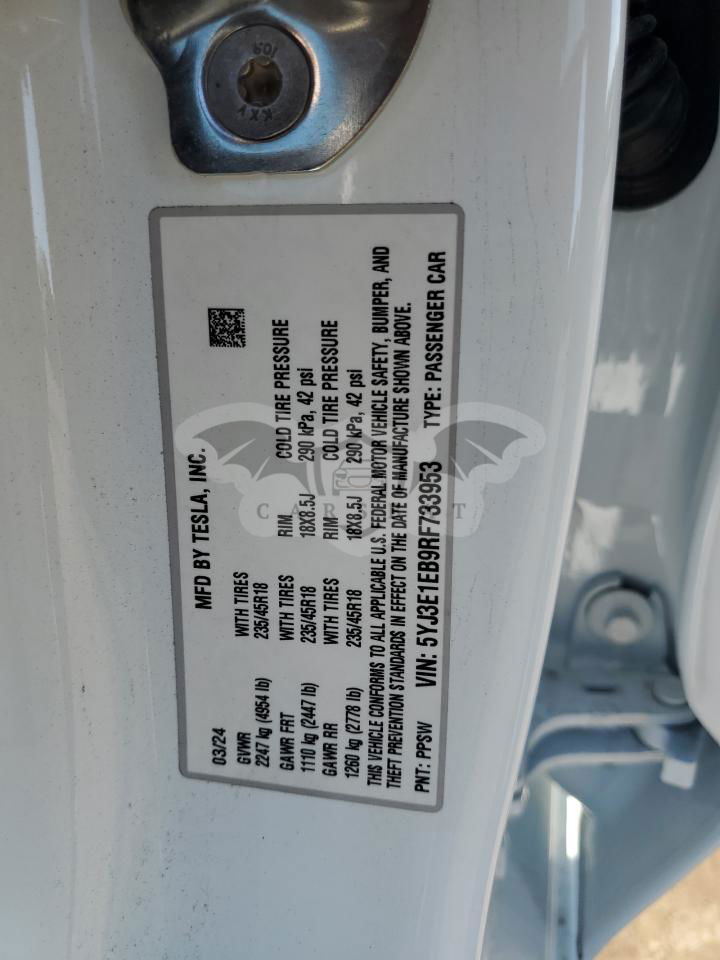 10.9
KXY
MFD BY TESLA, INC.
03/24
GVWR WITH TIRES
2247 kg (4954 lb) 235/45R18
GAWR FRT WITH TIRES RIM COLD TIRE PRESSURE
1110 kg (2447 lb) 235/45R18 18X8.5J 290 kPa, 42 psi
GAWR RR WITH TIRES RIM COLD TIRE PRESSURE
1260 kg (2778 lb) 235/45R18 18X8.5J 290 kPa, 42 psi
THIS VEHICLE CONFORMS TO ALL APPLICABLE U.S. FEDERAL MOTOR VEHICLE SAFETY, BUMPER, AND
THEFT PREVENTION STANDARDS IN EFFECT ON THE DATE OF MANUFACTURE SHOWN ABOVE.
PNT: PPSW VIN: 5YJ3E1EB9RF733953 TYPE: PASSENGER CAR